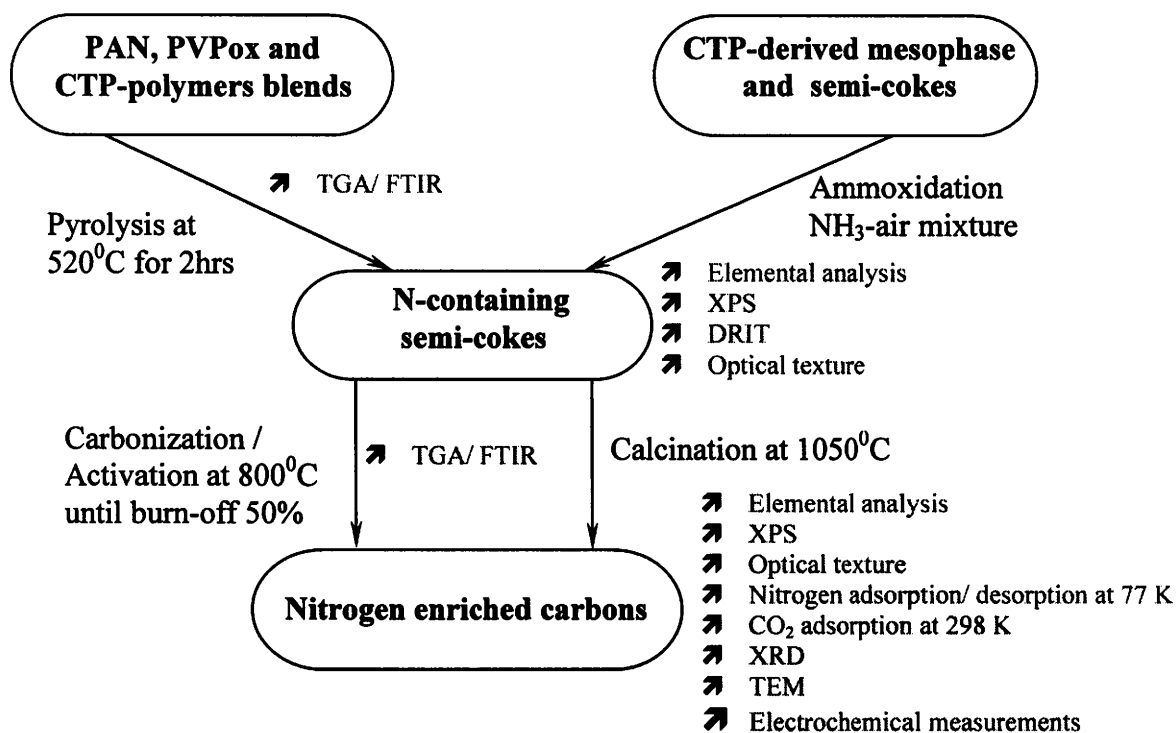 PAN, PVPox and
CTP-polymers blends
CTP-derived mesophase
and semi-cokes
TGA/ FTIR
Pyrolysis at
520⁰C for 2hrs
Ammoxidation
NH₃-air mixture
N-containing
semi-cokes
Elemental analysis
XPS
DRIT
Optical texture
Carbonization /
Activation at 800⁰C
until burn-off 50%
TGA/ FTIR
Calcination at 1050⁰C
Nitrogen enriched carbons
Elemental analysis
XPS
Optical texture
Nitrogen adsorption/ desorption at 77 K
CO₂ adsorption at 298 K
XRD
TEM
Electrochemical measurements